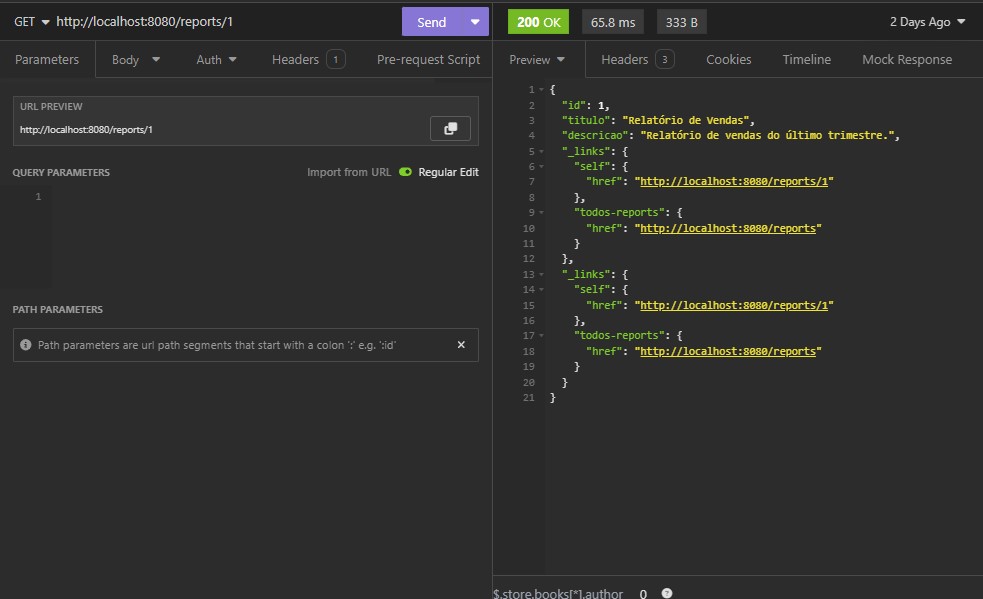 GET http://localhost:8080/reports/1 Send
200 OK 65.8 ms 333 B 2 Days Ago
Parameters Body Auth Headers 1 Pre-request Script
Preview Headers 3 Cookies Timeline Mock Response
URL PREVIEW
http://localhost:8080/reports/1
QUERY PARAMETERS Import from URL Regular Edit
1
PATH PARAMETERS
Path parameters are url path segments that start with a colon ':' e.g. ':id'
1 {
2 "id": 1,
3 "titulo": "Relatório de Vendas",
4 "descricao": "Relatório de vendas do último trimestre.",
5 "_links": {
6 "self": {
7 "href": "http://localhost:8080/reports/1"
8 },
9 "todos-reports": {
10 "href": "http://localhost:8080/reports"
11 }
12 },
13 "_links": {
14 "self": {
15 "href": "http://localhost:8080/reports/1"
16 },
17 "todos-reports": {
18 "href": "http://localhost:8080/reports"
19 }
20 }
21 }
$.store.books[*].author 0 ?